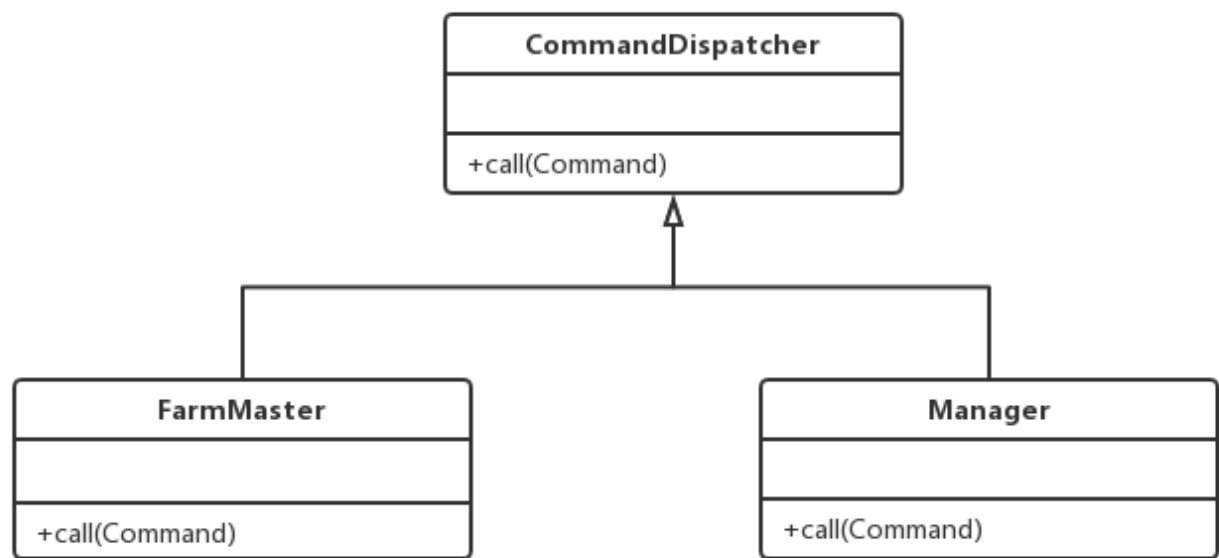 CommandDispatcher
+call(Command)
FarmMaster
+call(Command)
Manager
+call(Command)